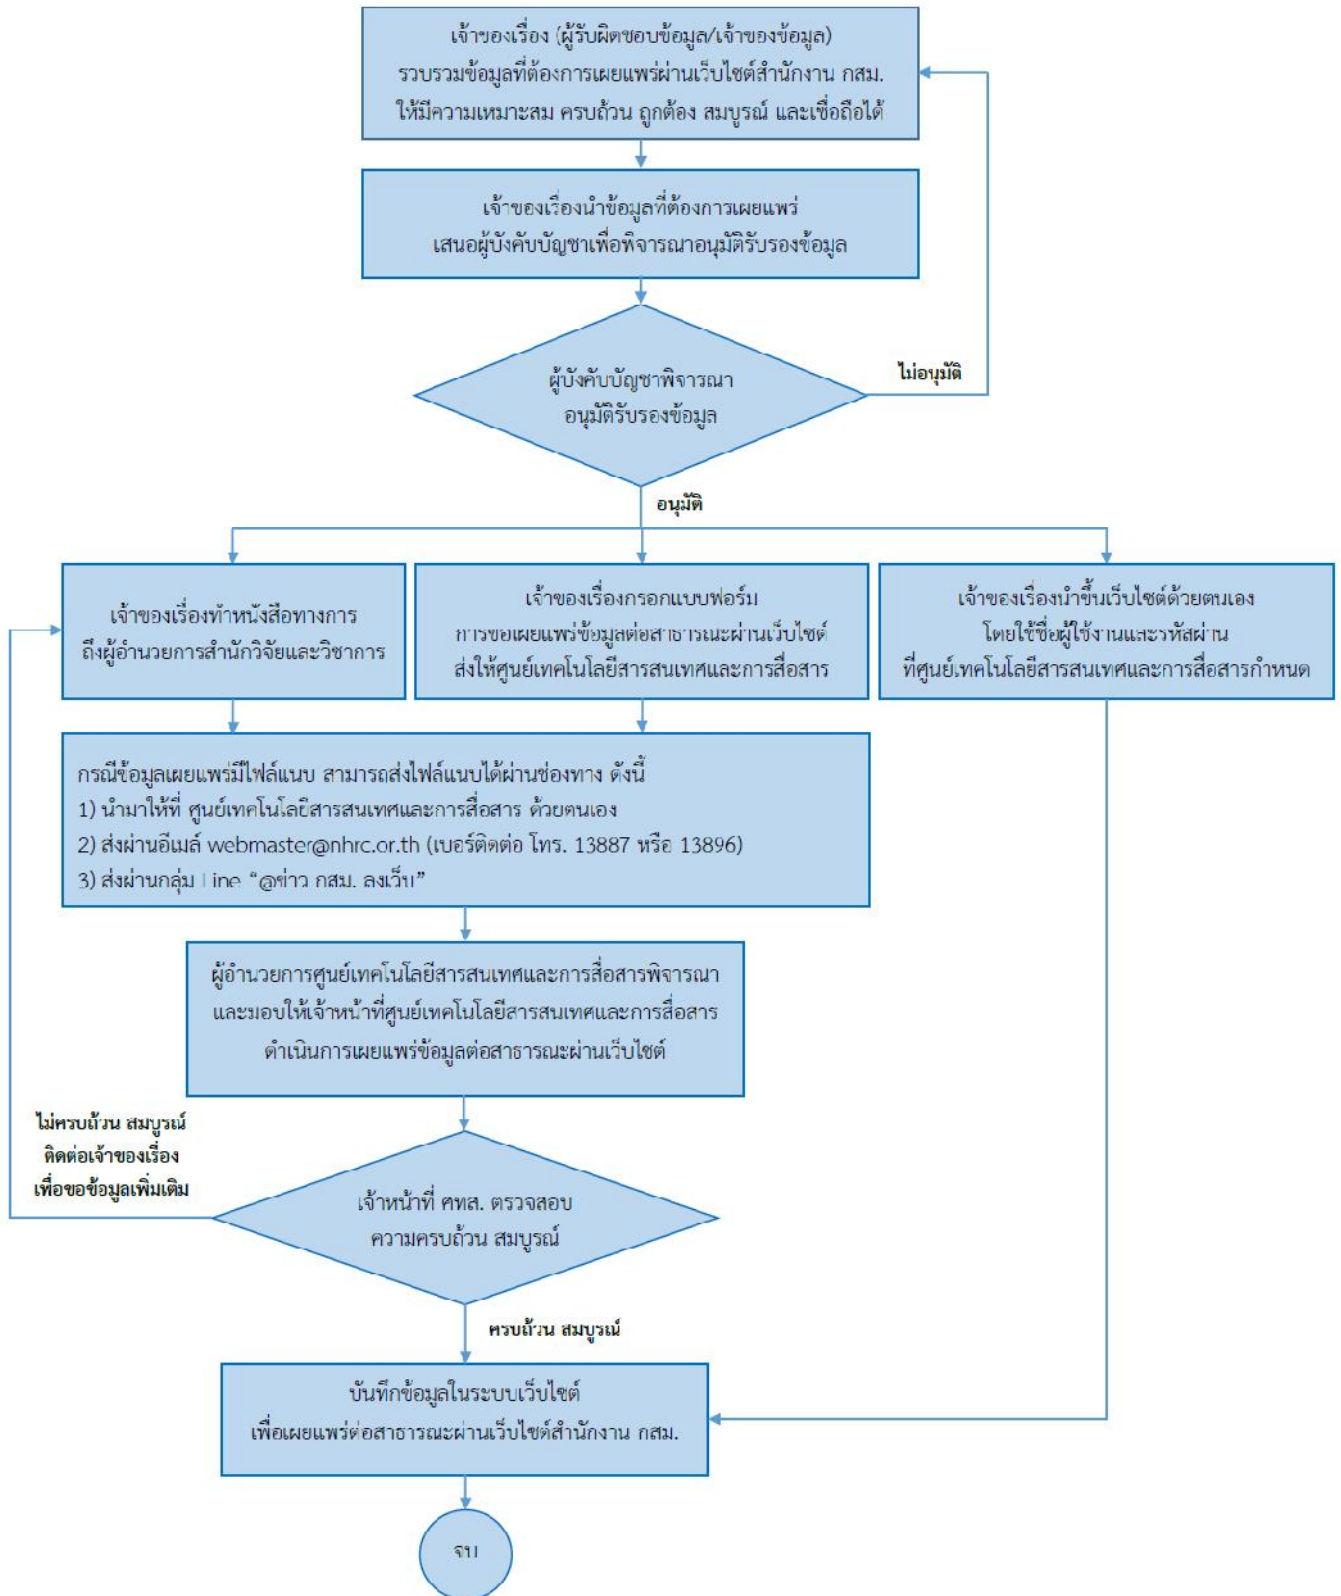 เจ้าของเรื่อง (ผู้รับผิดชอบข้อมูล/เจ้าของข้อมูล)
รวบรวมข้อมูลที่ต้องการเผยแพร่ผ่านเว็บไซต์สำนักงาน กสม.
ให้มีความเหมาะสม ครบถ้วน ถูกต้อง สมบูรณ์ และเชื่อถือได้
เจ้าของเรื่องนำข้อมูลที่ต้องการเผยแพร่
เสนอผู้บังคับบัญชาเพื่อพิจารณาอนุมัติรับรองข้อมูล
ผู้บังคับบัญชาพิจารณา
อนุมัติรับรองข้อมูล
ไม่อนุมัติ
อนุมัติ
เจ้าของเรื่องทำหนังสือทางการ
ถึงผู้อำนวยการสำนักวิจัยและวิชาการ
เจ้าของเรื่องกรอกแบบฟอร์ม
การขอเผยแพร่ข้อมูลต่อสาธารณะผ่านเว็บไซต์
ส่งให้ศูนย์เทคโนโลยีสารสนเทศและการสื่อสาร
เจ้าของเรื่องนำขึ้นเว็บไซต์ด้วยตนเอง
โดยใช้ชื่อผู้ใช้งานและรหัสผ่าน
ที่ศูนย์เทคโนโลยีสารสนเทศและการสื่อสารกำหนด
กรณีข้อมูลเผยแพร่มีไฟล์แนบ สามารถส่งไฟล์แนบได้ผ่านช่องทาง ดังนี้
1) นำมาให้ที่ ศูนย์เทคโนโลยีสารสนเทศและการสื่อสาร ด้วยตนเอง
2) ส่งผ่านอีเมล์ webmaster@nhrc.or.th (เบอร์ติดต่อ โทร. 13887 หรือ 13896)
3) ส่งผ่านกลุ่ม Line “@ข่าว กสม. ลงเว็บ”
ผู้อำนวยการศูนย์เทคโนโลยีสารสนเทศและการสื่อสารพิจารณา
และมอบให้เจ้าหน้าที่ศูนย์เทคโนโลยีสารสนเทศและการสื่อสาร
ดำเนินการเผยแพร่ข้อมูลต่อสาธารณะผ่านเว็บไซต์
ไม่ครบถ้วน สมบูรณ์
ติดต่อเจ้าของเรื่อง
เพื่อขอข้อมูลเพิ่มเติม
เจ้าหน้าที่ ศทส. ตรวจสอบ
ความครบถ้วน สมบูรณ์
ครบถ้วน สมบูรณ์
บันทึกข้อมูลในระบบเว็บไซต์
เพื่อเผยแพร่ต่อสาธารณะผ่านเว็บไซต์สำนักงาน กสม.
จบ